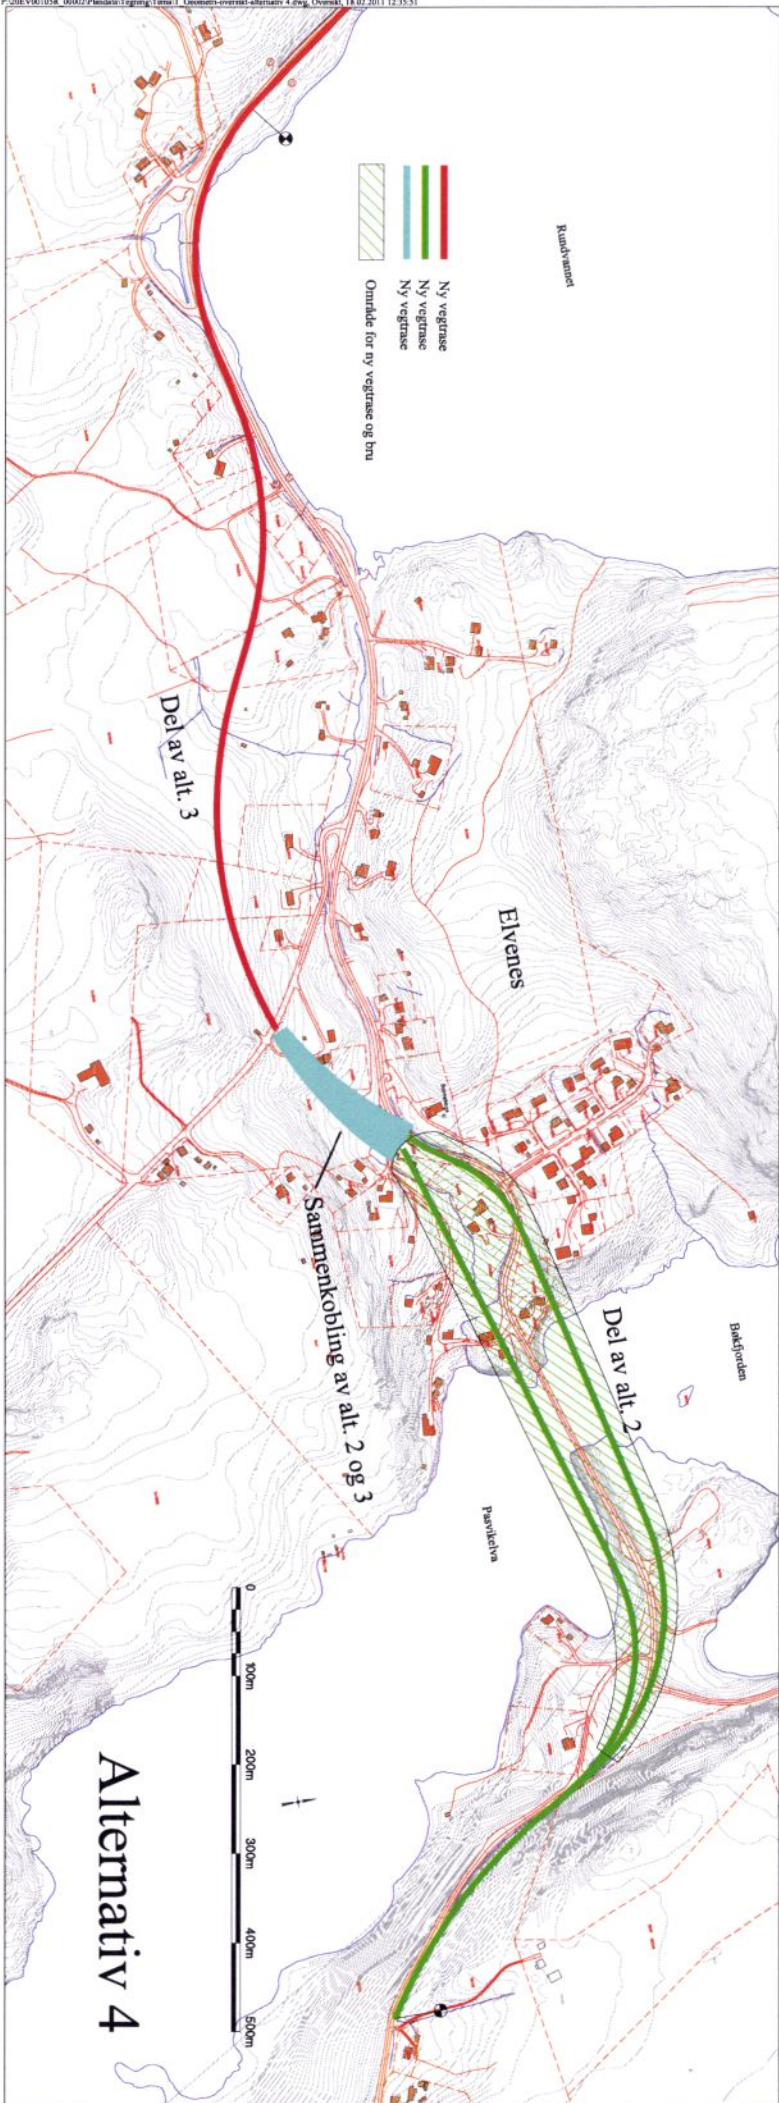 Rundvannet
Ny vegtrase
Ny vegtrase
Ny vegtrase
Område for ny vegtrase og bru
Del av alt. 3
Elvenes
Sammenkobling av alt. 2 og 3
Del av alt. 2
Bøkfjorden
Pasvikelva
0 100m 200m 300m 400m 500m
Alternativ 4